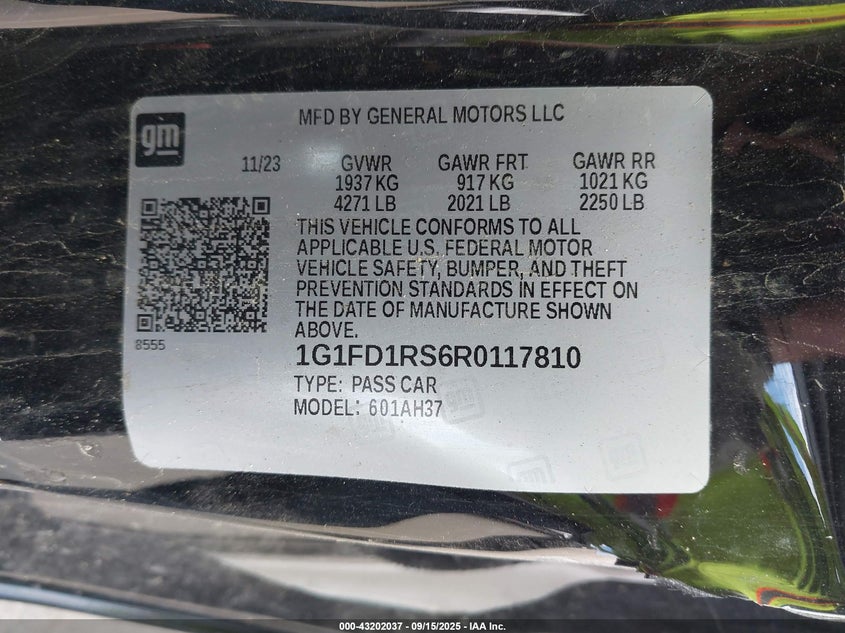 gm
MFD BY GENERAL MOTORS LLC
11/23 GVWR GAWR FRT GAWR RR
1937 KG 917 KG 1021 KG
4271 LB 2021 LB 2250 LB
THIS VEHICLE CONFORMS TO ALL
APPLICABLE U.S. FEDERAL MOTOR
VEHICLE SAFETY, BUMPER, AND THEFT
PREVENTION STANDARDS IN EFFECT ON
THE DATE OF MANUFACTURE SHOWN
ABOVE.
8555
1G1FD1RS6R0117810
TYPE: PASS CAR
MODEL: 601AH37
000-43202037 - 09/15/2025 - IAA Inc.